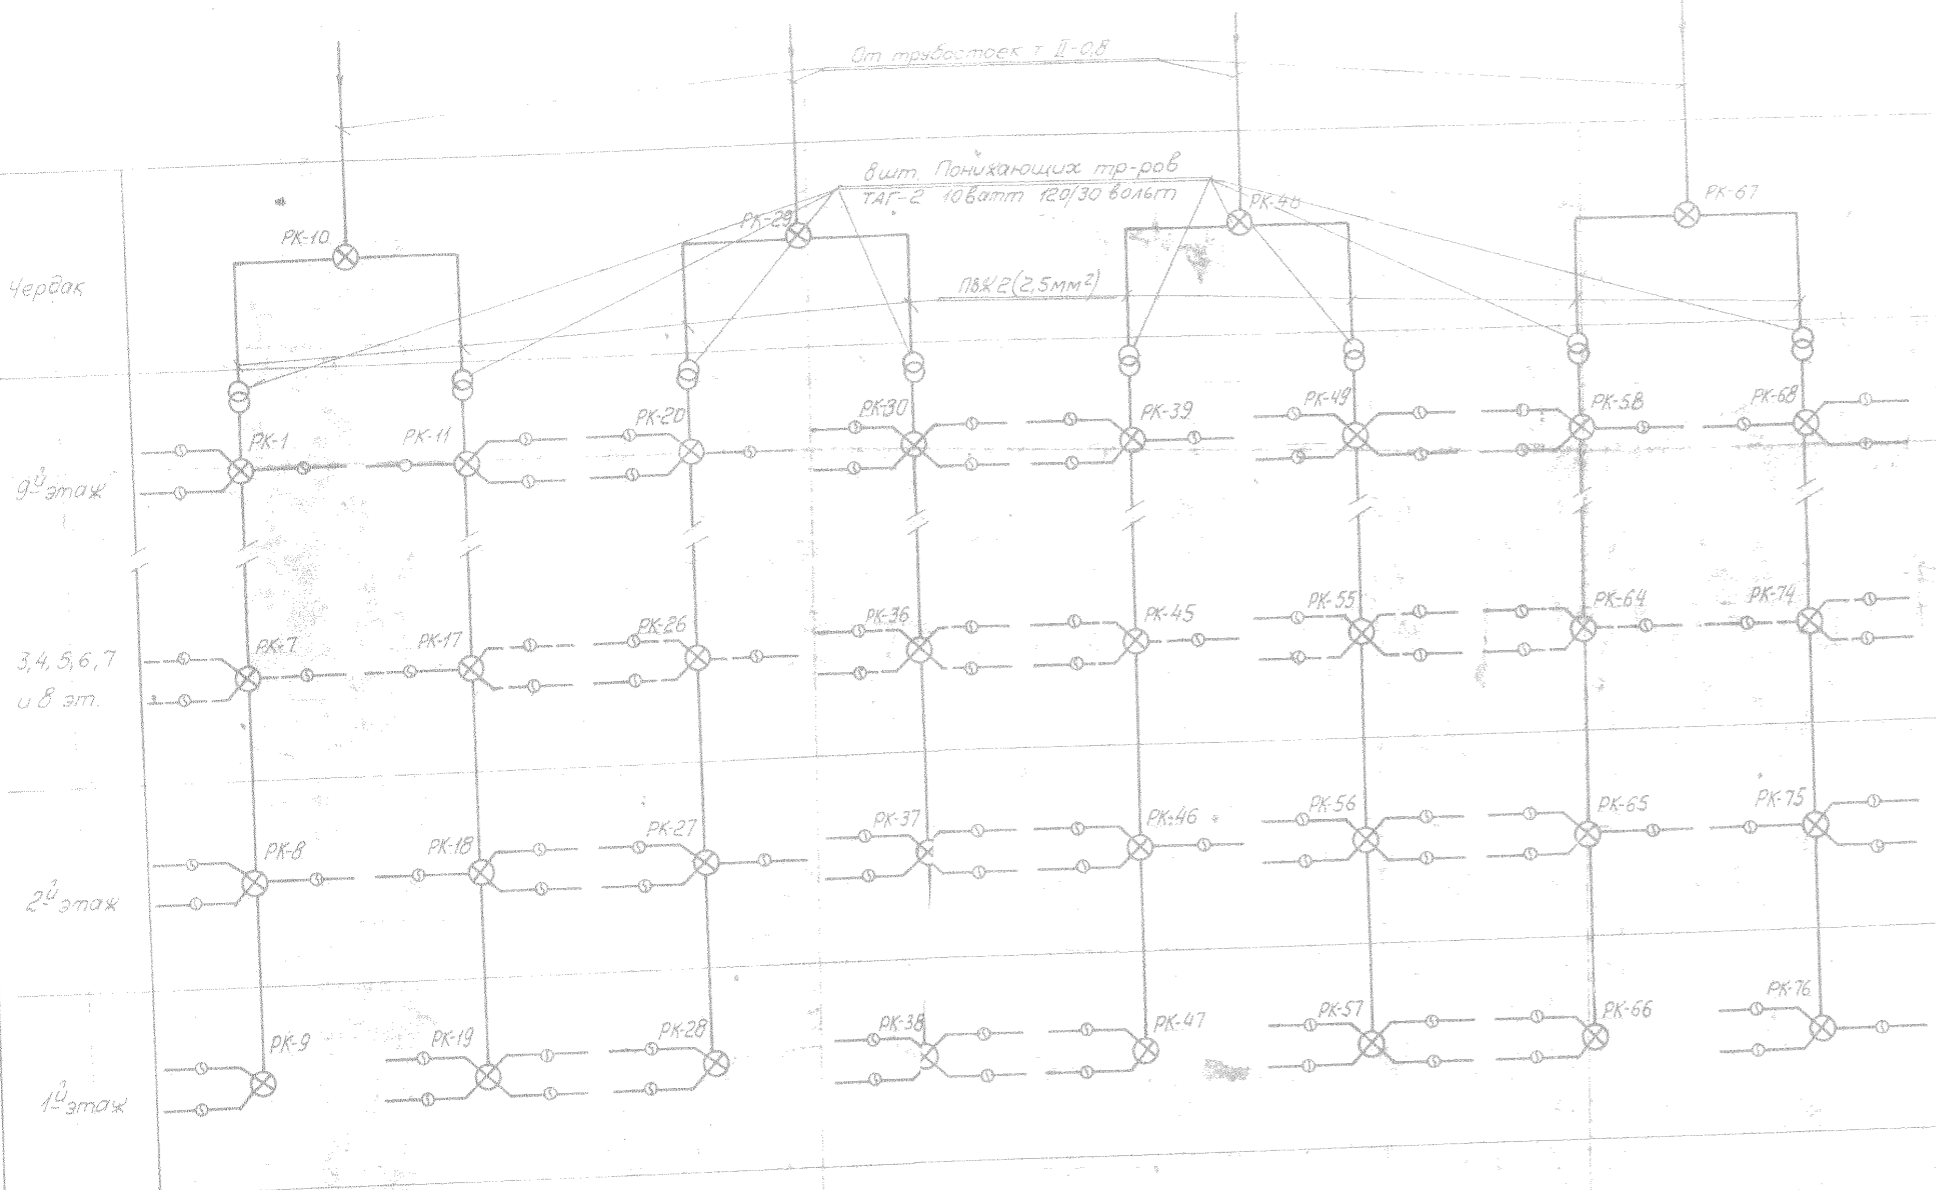 От трубостоек т II-0,8
8 шт. Понижающих тр-ров
ТАГ-2 10 ватт 120/30 вольт
РК-10
РК-29
РК-48
РК-67
Чердак
ПВЖ2(2,5мм²)
РК-1
РК-11
РК-20
РК-30
РК-39
РК-49
РК-58
РК-68
9й этаж
РК-7
РК-17
РК-26
РК-36
РК-45
РК-55
РК-64
РК-74
3,4,5,6,7
и 8 эт.
РК-8
РК-18
РК-27
РК-37
РК-46
РК-56
РК-65
РК-75
2й этаж
РК-9
РК-19
РК-28
РК-38
РК-47
РК-57
РК-66
РК-76
1й этаж